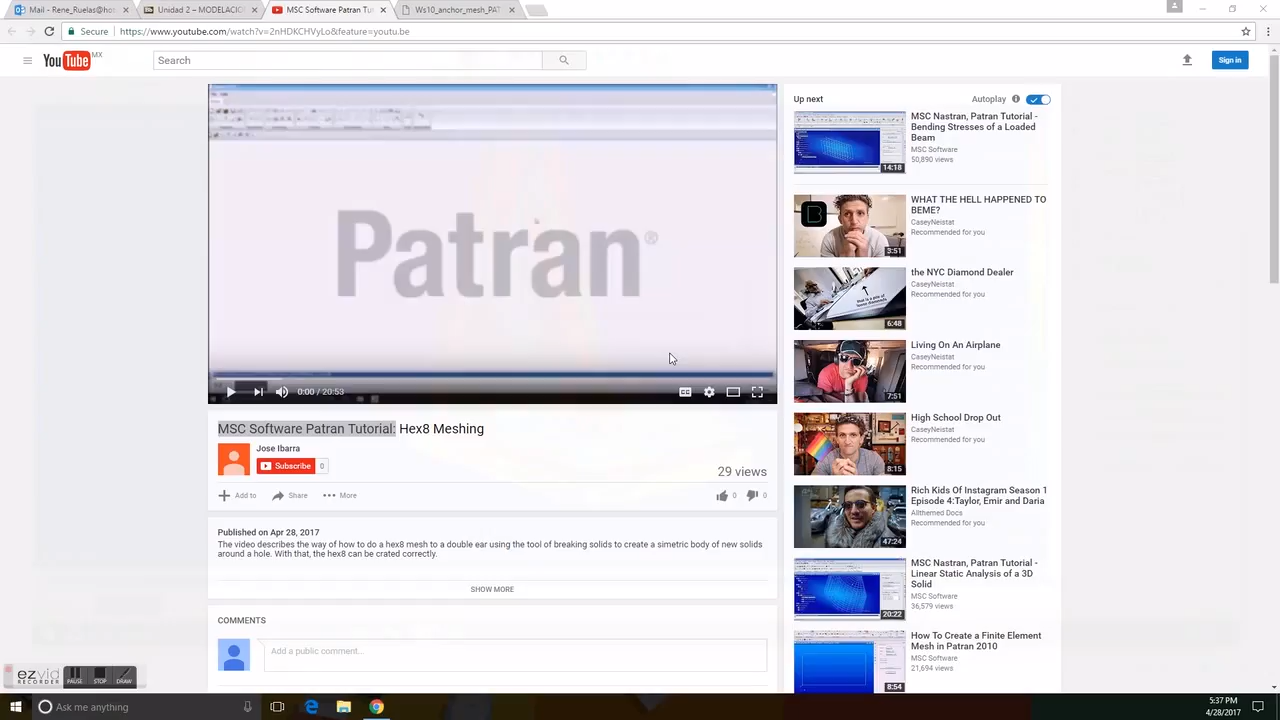 Mail - Rene_Ruelas@hos
Unidad 2 – MODELACIO
MSC Software Patran Tut
Ws10_anchor_mesh_PAT
Secure
https://www.youtube.com/watch?v=2nHDKCHVyLo&feature=youtu.be
YouTube MX
Search
Sign in
Patran
0:00 / 20:53
CC
MSC Software Patran Tutorial: Hex8 Meshing
Jose Ibarra
Subscribe 0
29 views
Add to
Share
More
0
0
Published on Apr 28, 2017
The video describes the way of how to do a hex8 mesh to a double ear using the tool of breaking solids to create a simetric body of new solids
around a hole. With that, the hex8 can be crated correctly.
SHOW MORE
COMMENTS
Add a public comment...
Up next
Autoplay
MSC Nastran, Patran Tutorial -
Bending Stresses of a Loaded
Beam
MSC Software
50,890 views
14:18
WHAT THE HELL HAPPENED TO
BEME?
CaseyNeistat
Recommended for you
3:51
the NYC Diamond Dealer
CaseyNeistat
Recommended for you
6:48
Living On An Airplane
CaseyNeistat
Recommended for you
7:51
High School Drop Out
CaseyNeistat
Recommended for you
8:15
Rich Kids Of Instagram Season 1
Episode 4:Taylor, Emir and Daria
Allthemed Docs
Recommended for you
47:24
MSC Nastran, Patran Tutorial -
Linear Static Analysis of a 3D
Solid
MSC Software
36,579 views
20:22
How To Create a Finite Element
Mesh in Patran 2010
MSC Software
21,694 views
8:54
ezvid
RECORDER
PAUSE
STOP
DRAW
Ask me anything
5:37 PM
4/28/2017